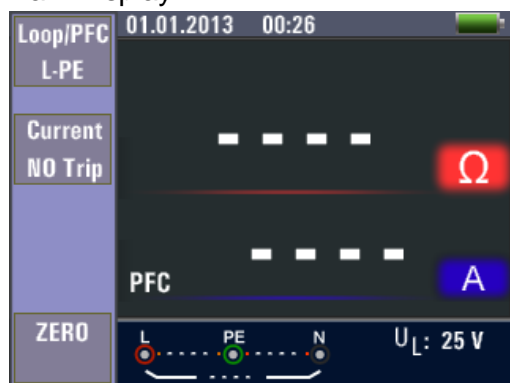 Loop/PFC
L-PE
01.01.2013 00:26
Current
NO Trip
- - - -
Ω
PFC
- - - -
A
ZERO
L PE N
UL: 25 V